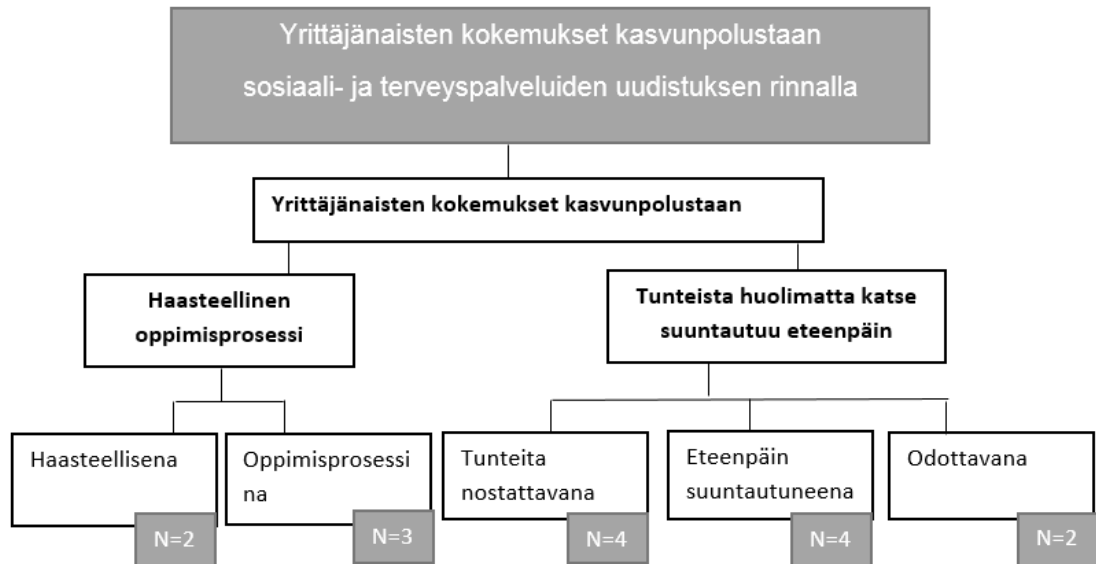 Yrittäjänaisten kokemukset kasvunpolustaan
sosiaali- ja terveyspalveluiden uudistuksen rinnalla
Yrittäjänaisten kokemukset kasvunpolustaan
Haasteellinen
oppimisprosessi
Tunteista huolimatta katse
suuntautuu eteenpäin
Haasteellisena
N=2
Oppimisprosessi
na
N=3
Tunteita
nostattavana
N=4
Eteenpäin
suuntautuneena
N=4
Odottavana
N=2